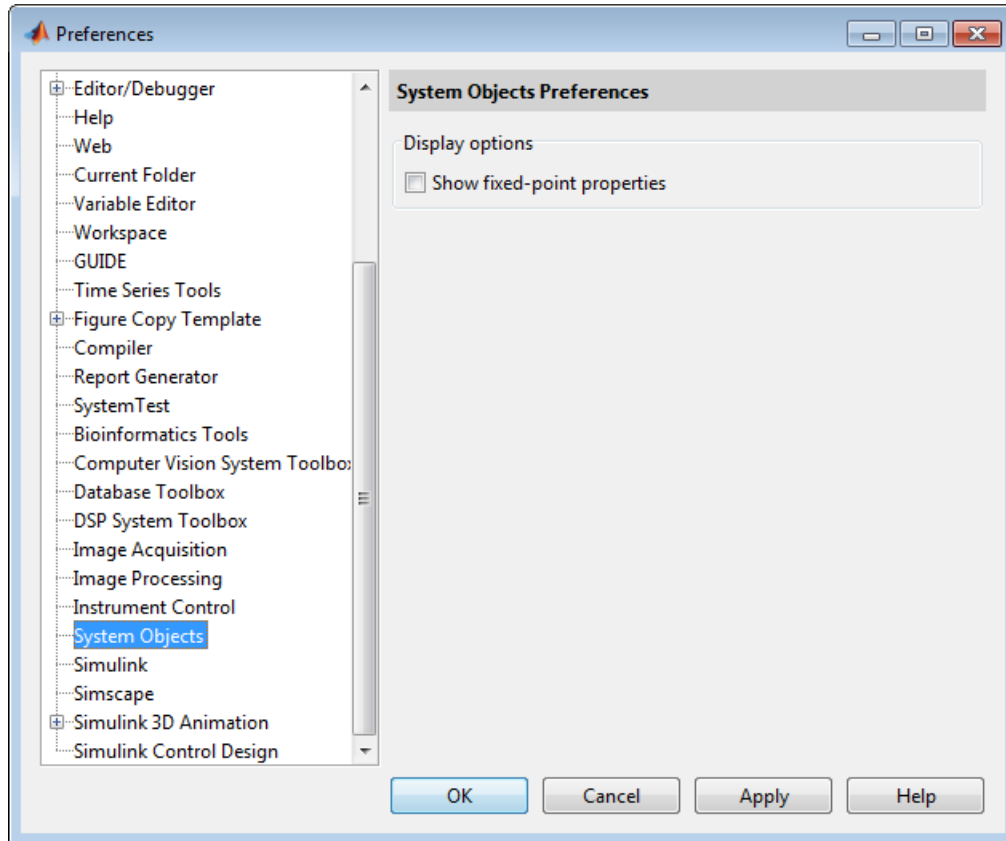 Preferences
Editor/Debugger
Help
Web
Current Folder
Variable Editor
Workspace
GUIDE
Time Series Tools
Figure Copy Template
Compiler
Report Generator
SystemTest
Bioinformatics Tools
Computer Vision System Toolbo
Database Toolbox
DSP System Toolbox
Image Acquisition
Image Processing
Instrument Control
System Objects
Simulink
Simscape
Simulink 3D Animation
Simulink Control Design
System Objects Preferences
Display options
Show fixed-point properties
OK
Cancel
Apply
Help